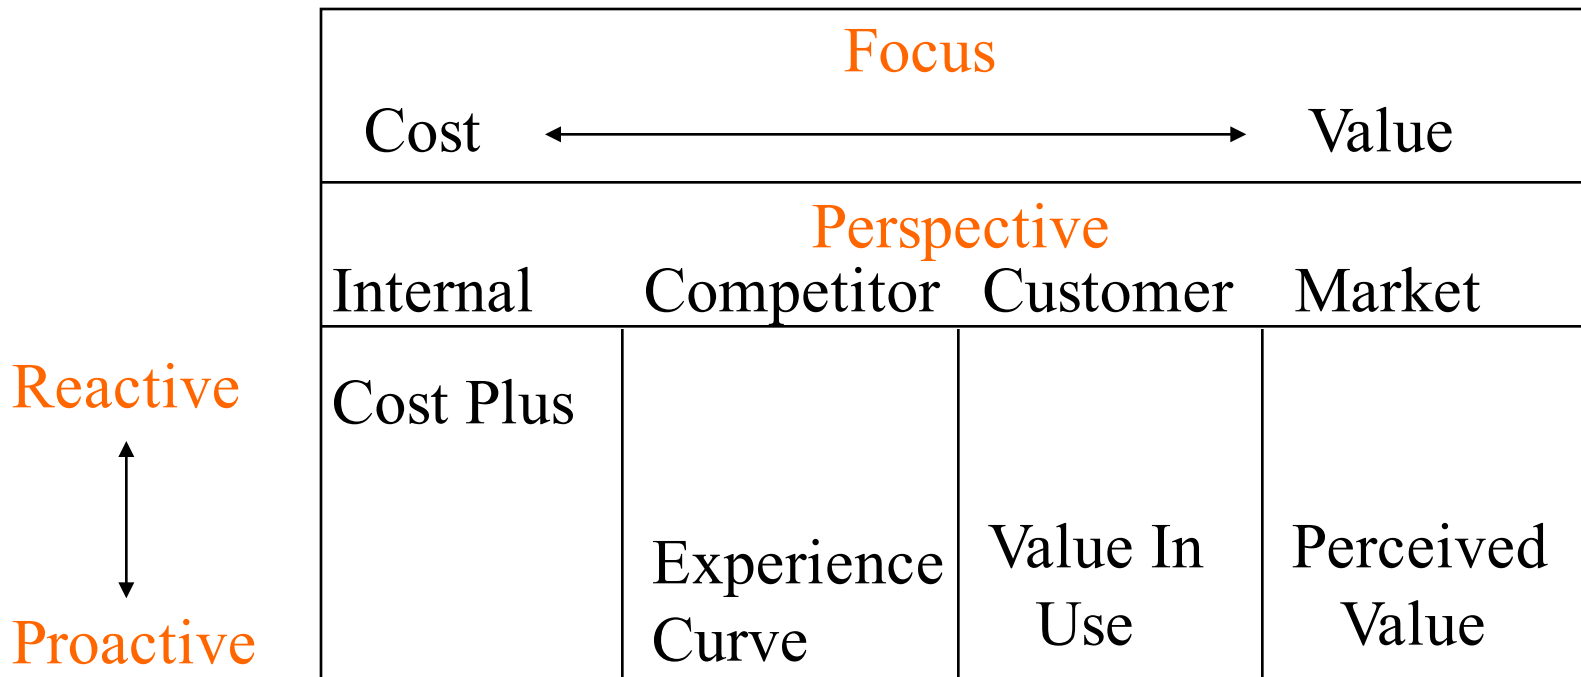 Focus
Cost Value
Perspective
Internal Competitor Customer Market
Reactive
Cost Plus
Experience
Curve
Value In
Use
Perceived
Value
Proactive